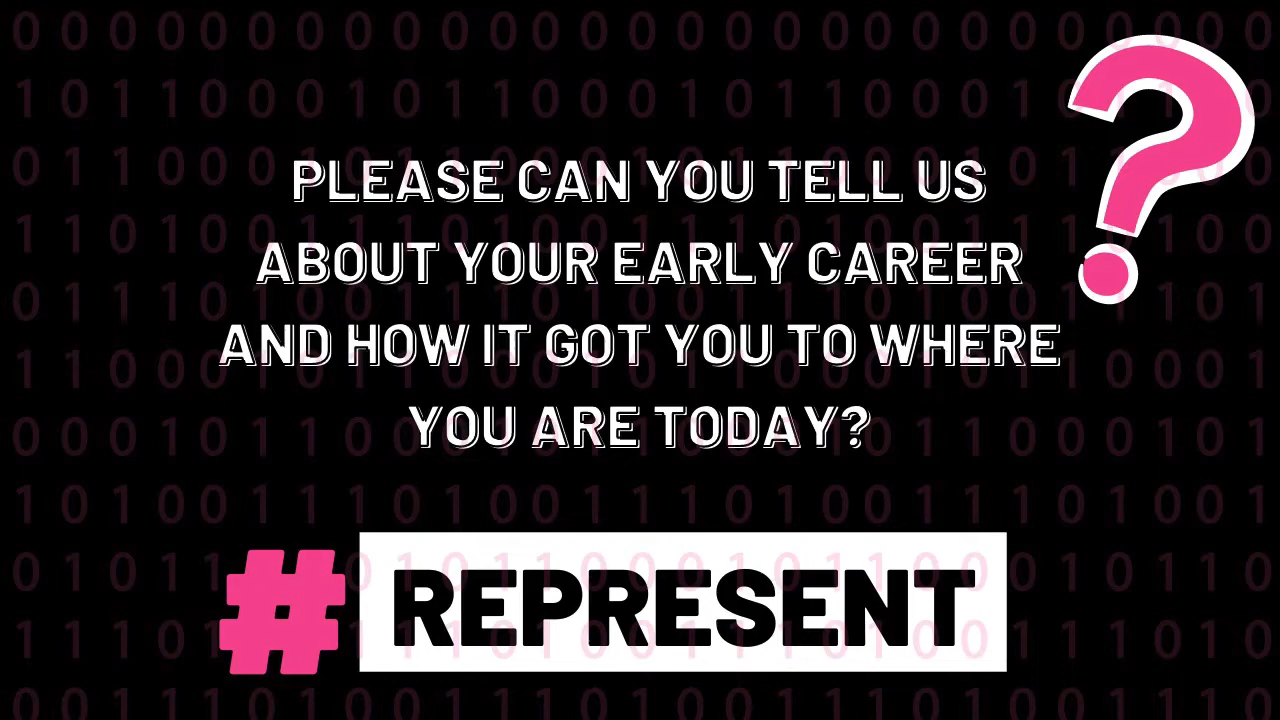 PLEASE CAN YOU TELL US
ABOUT YOUR EARLY CAREER
AND HOW IT GOT YOU TO WHERE
YOU ARE TODAY?
#REPRESENT